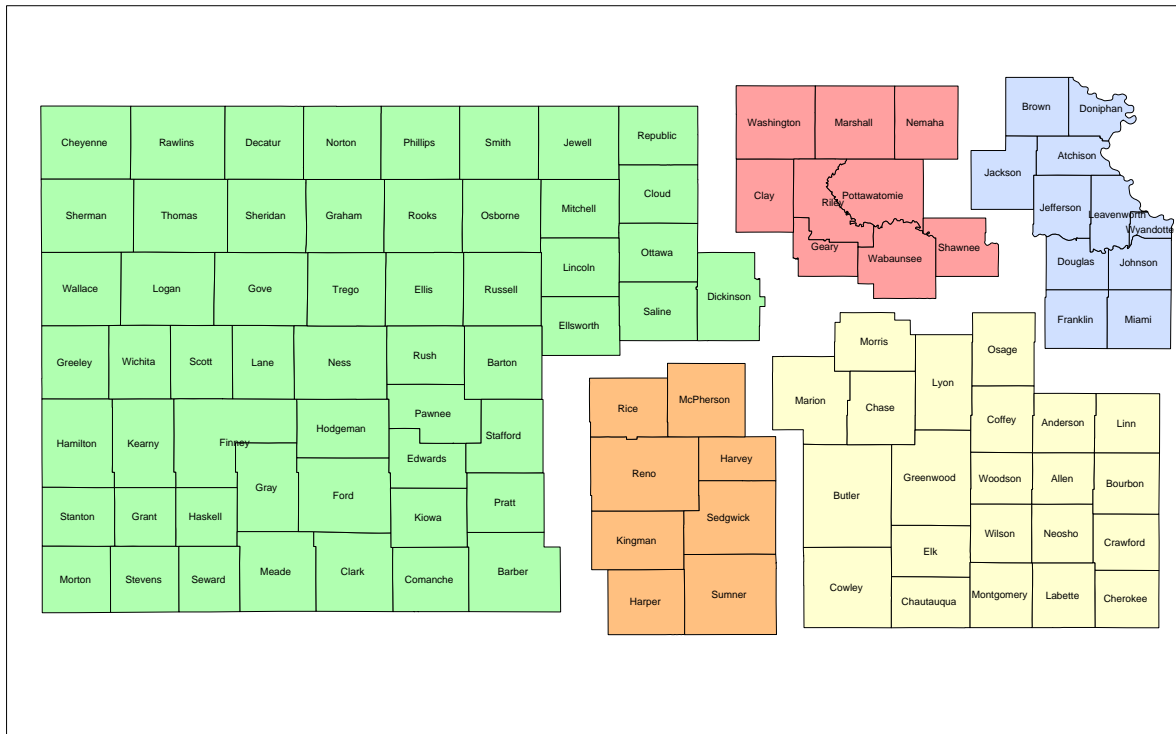 Cheyenne
Rawlins
Decatur
Norton
Phillips
Smith
Jewell
Republic
Sherman
Thomas
Sheridan
Graham
Rooks
Osborne
Mitchell
Cloud
Wallace
Logan
Gove
Trego
Ellis
Russell
Lincoln
Ottawa
Ellsworth
Saline
Dickinson
Greeley
Wichita
Scott
Lane
Ness
Rush
Barton
Hamilton
Kearny
Finney
Hodgeman
Pawnee
Stafford
Edwards
Gray
Ford
Stanton
Grant
Haskell
Kiowa
Pratt
Morton
Stevens
Seward
Meade
Clark
Comanche
Barber
Washington
Marshall
Nemaha
Clay
Riley
Pottawatomie
Geary
Wabaunsee
Shawnee
Brown
Doniphan
Atchison
Jackson
Jefferson
Leavenworth
Wyandotte
Douglas
Johnson
Franklin
Miami
Rice
McPherson
Reno
Harvey
Sedgwick
Kingman
Harper
Sumner
Morris
Osage
Marion
Chase
Lyon
Coffey
Anderson
Linn
Butler
Greenwood
Woodson
Allen
Bourbon
Elk
Wilson
Neosho
Crawford
Cowley
Chautauqua
Montgomery
Labette
Cherokee